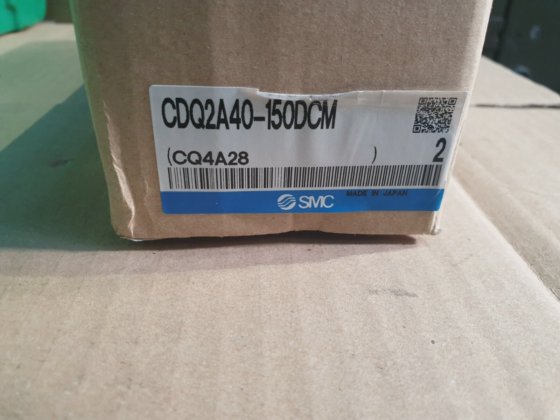 CDQ2A40-150DCM
(CQ4A28 ) 2
SMC MADE IN JAPAN